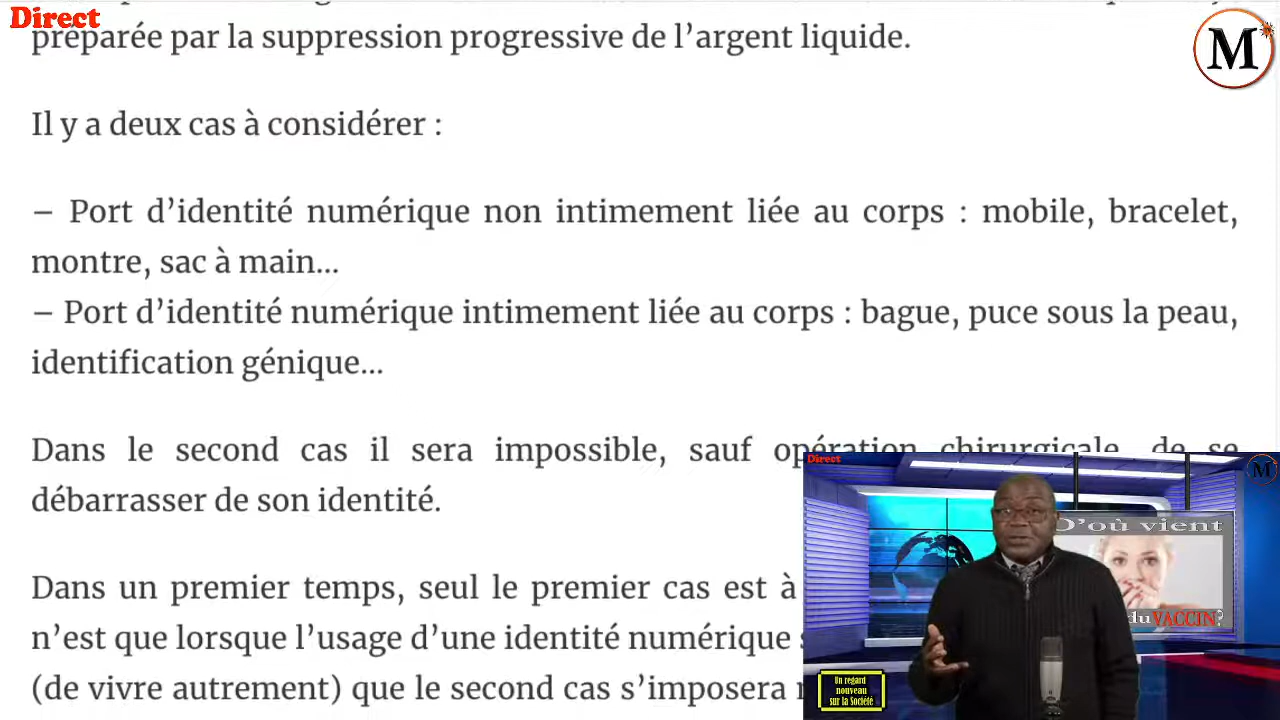 Direct
M
préparée par la suppression progressive de l’argent liquide.
Il y a deux cas à considérer :
– Port d’identité numérique non intimement liée au corps : mobile, bracelet,
montre, sac à main...
– Port d’identité numérique intimement liée au corps : bague, puce sous la peau,
identification génique...
Dans le second cas il sera impossible, sauf opération chirurgicale, de se
débarrasser de son identité.
Dans un premier temps, seul le premier cas est à
n’est que lorsque l’usage d’une identité numérique
(de vivre autrement) que le second cas s’imposera
Direct
M
D’où vient
du VACCIN?
Un regard
nouveau
sur la Société